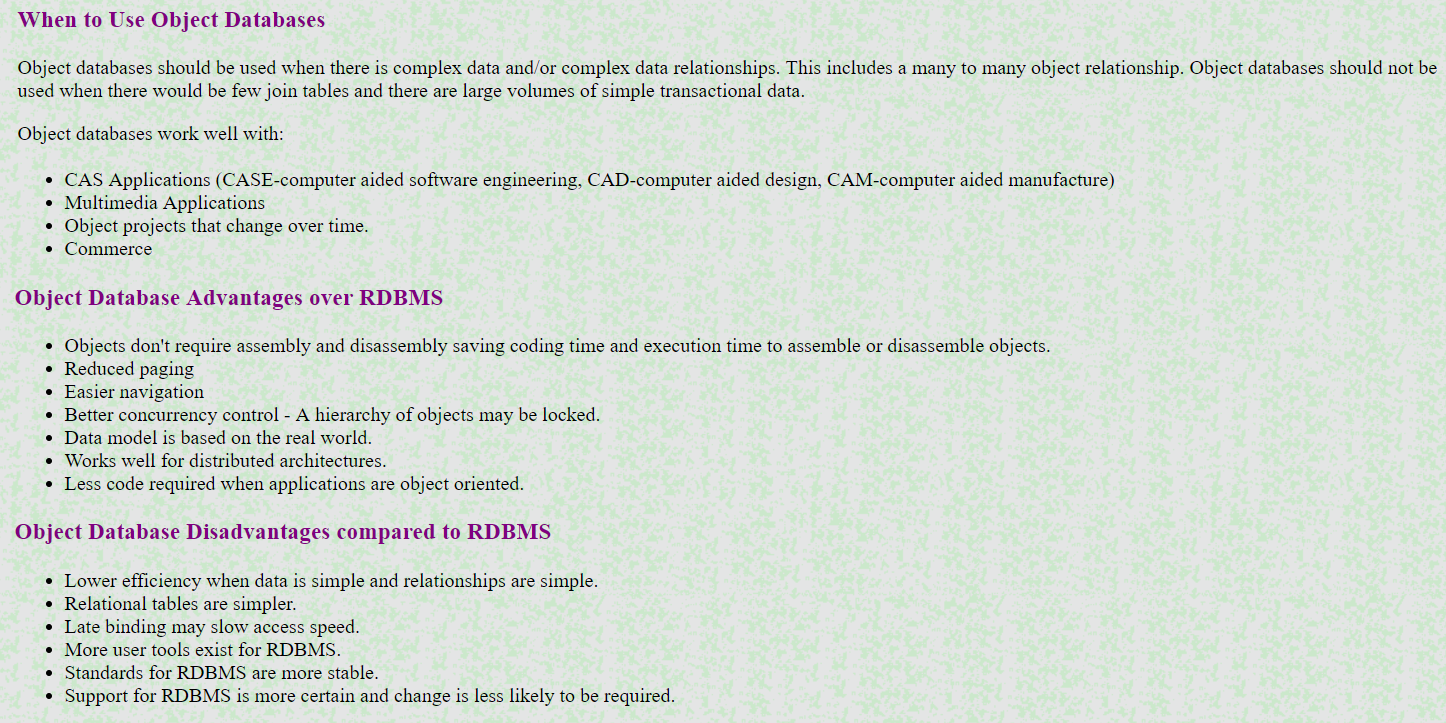 When to Use Object Databases
Object databases should be used when there is complex data and/or complex data relationships. This includes a many to many object relationship. Object databases should not be
used when there would be few join tables and there are large volumes of simple transactional data.
Object databases work well with:
• CAS Applications (CASE-computer aided software engineering, CAD-computer aided design, CAM-computer aided manufacture)
• Multimedia Applications
• Object projects that change over time.
• Commerce
Object Database Advantages over RDBMS
• Objects don't require assembly and disassembly saving coding time and execution time to assemble or disassemble objects.
• Reduced paging
• Easier navigation
• Better concurrency control - A hierarchy of objects may be locked.
• Data model is based on the real world.
• Works well for distributed architectures.
• Less code required when applications are object oriented.
Object Database Disadvantages compared to RDBMS
• Lower efficiency when data is simple and relationships are simple.
• Relational tables are simpler.
• Late binding may slow access speed.
• More user tools exist for RDBMS.
• Standards for RDBMS are more stable.
• Support for RDBMS is more certain and change is less likely to be required.